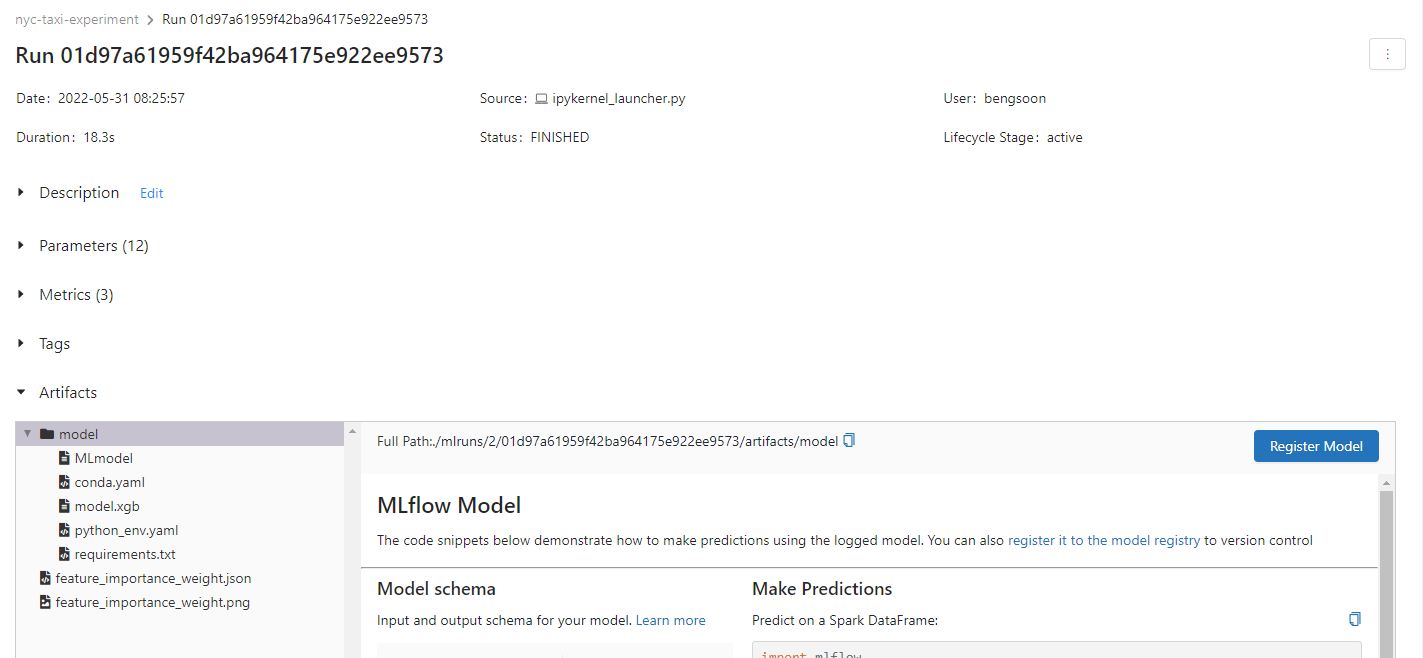 nyc-taxi-experiment > Run 01d97a61959f42ba964175e922ee9573
Run 01d97a61959f42ba964175e922ee9573
Date: 2022-05-31 08:25:57 Source: ipykernel_launcher.py User: bengsoon
Duration: 18.3s Status: FINISHED Lifecycle Stage: active
Description Edit
Parameters (12)
Metrics (3)
Tags
Artifacts
model
MLmodel
conda.yaml
model.xgb
python_env.yaml
requirements.txt
feature_importance_weight.json
feature_importance_weight.png
Full Path:./mlruns/2/01d97a61959f42ba964175e922ee9573/artifacts/model
Register Model
MLflow Model
The code snippets below demonstrate how to make predictions using the logged model. You can also register it to the model registry to version control
Model schema
Input and output schema for your model. Learn more
Make Predictions
Predict on a Spark DataFrame:
import mlflow